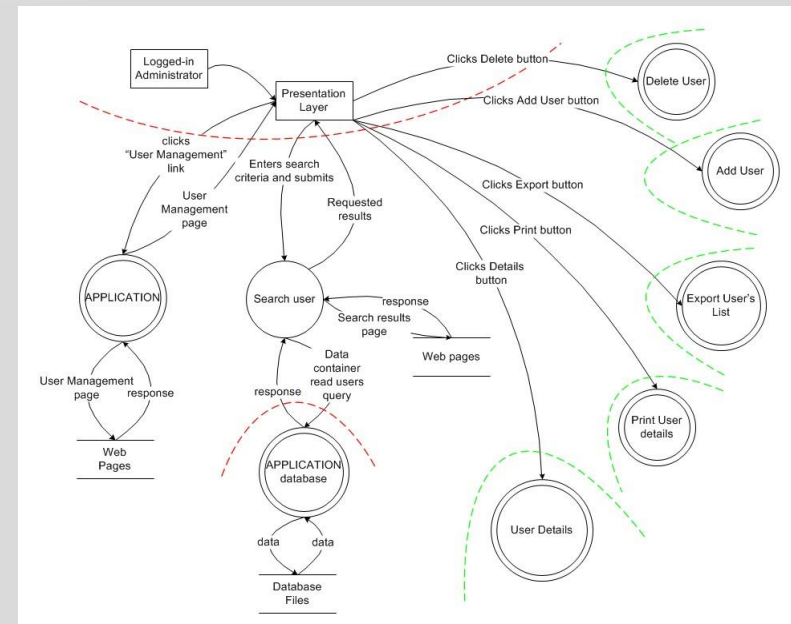 Logged-in
Administrator
Presentation
Layer
Clicks Delete button
Delete User
Clicks Add User button
Add User
clicks
"User Management"
link
Enters search
criteria and submits
User
Management
page
Requested
results
Clicks Export button
Clicks Print button
Clicks Details
button
APPLICATION
Search user
response
Search results
page
Web pages
Export User's
List
User Management
page
response
Data
container
read users
query
response
Print User
details
Web
Pages
APPLICATION
database
User Details
data
data
Database
Files